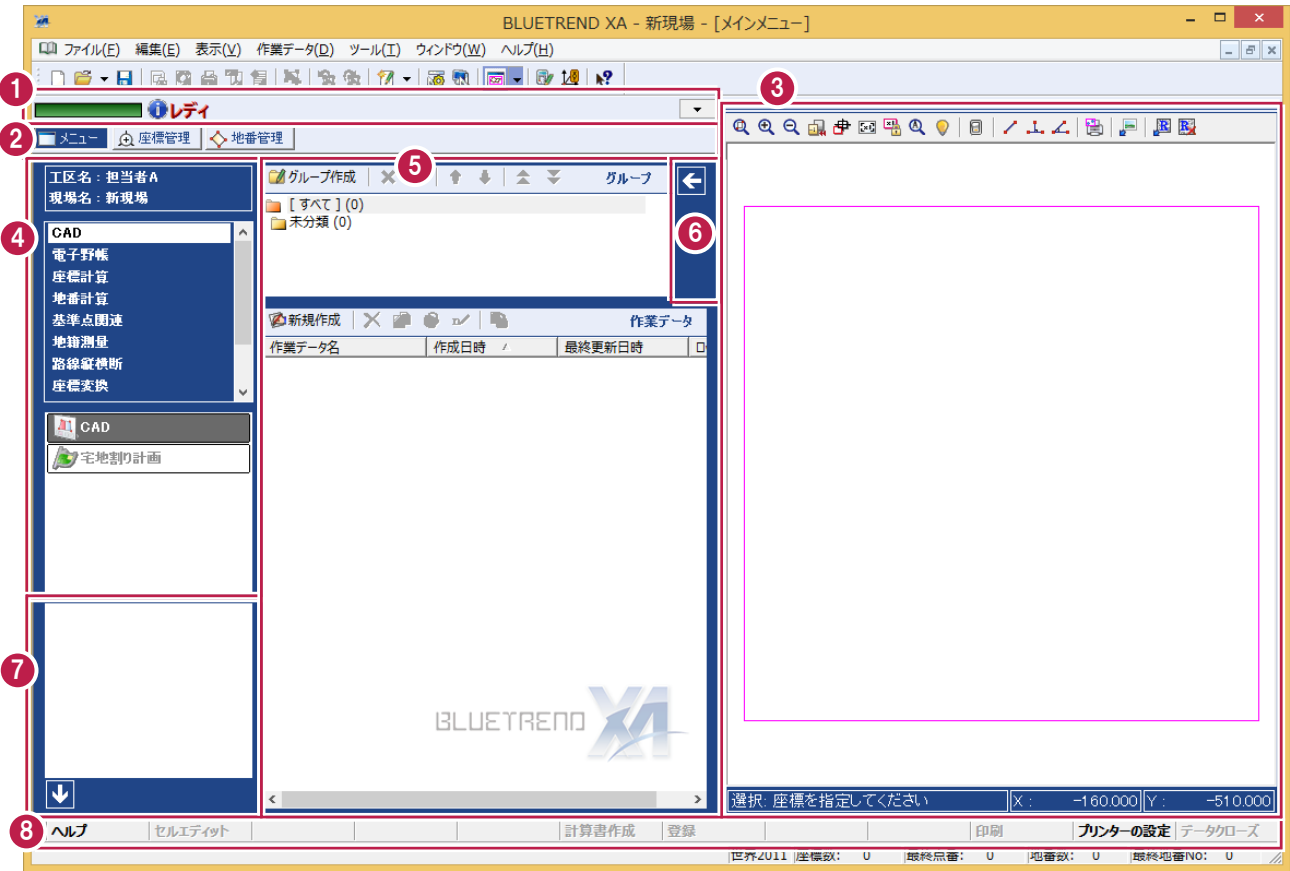 BLUETREND XA - 新現場 - [メインメニュー]
ファイル(F) 編集(E) 表示(V) 作業データ(D) ツール(T) ウィンドウ(W) ヘルプ(H)
1
レディ
3
2
メニュー 座標管理 地番管理
工区名：担当者A
現場名：新現場
5
グループ作成 グループ
[ すべて ] (0)
未分類 (0)
4
6
CAD
電子野帳
座標計算
地番計算
基準点関連
地籍測量
路線縦横断
座標変換
新規作成 作業データ
作業データ名 作成日時 最終更新日時 ロ
CAD
宅地割り計画
7
BLUETREND XA
選択: 座標を指定してください X: -160.000 Y: -510.000
8
ヘルプ セルエディット 計算書作成 登録 印刷 プリンターの設定 データクローズ
世界2011 座標数: 0 最終点番: 0 地番数: 0 最終地番No: 0